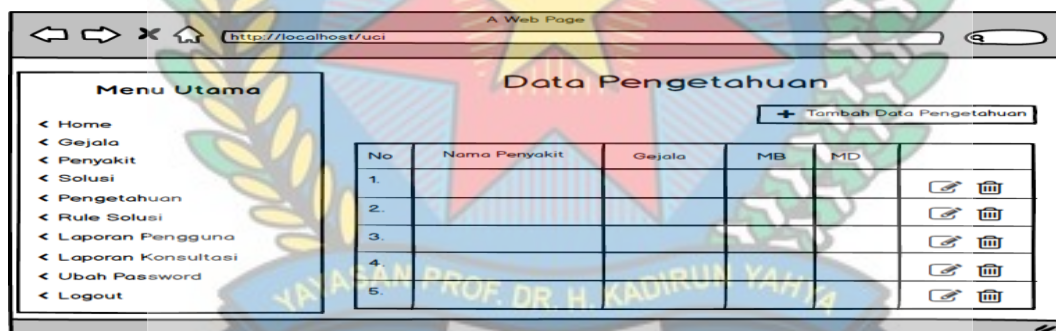 A Web Page
http://localhost/uci
Menu Utama
< Home
< Gejala
< Penyakit
< Solusi
< Pengetahuan
< Rule Solusi
< Laporan Pengguna
< Laporan Konsultasi
< Ubah Password
< Logout
Data Pengetahuan
+ Tambah Data Pengetahuan
No Nama Penyakit Gejala MB MD
1.
2.
3.
4.
5.
YAYASAN PROF. DR. H. KADIRUN YAHYA